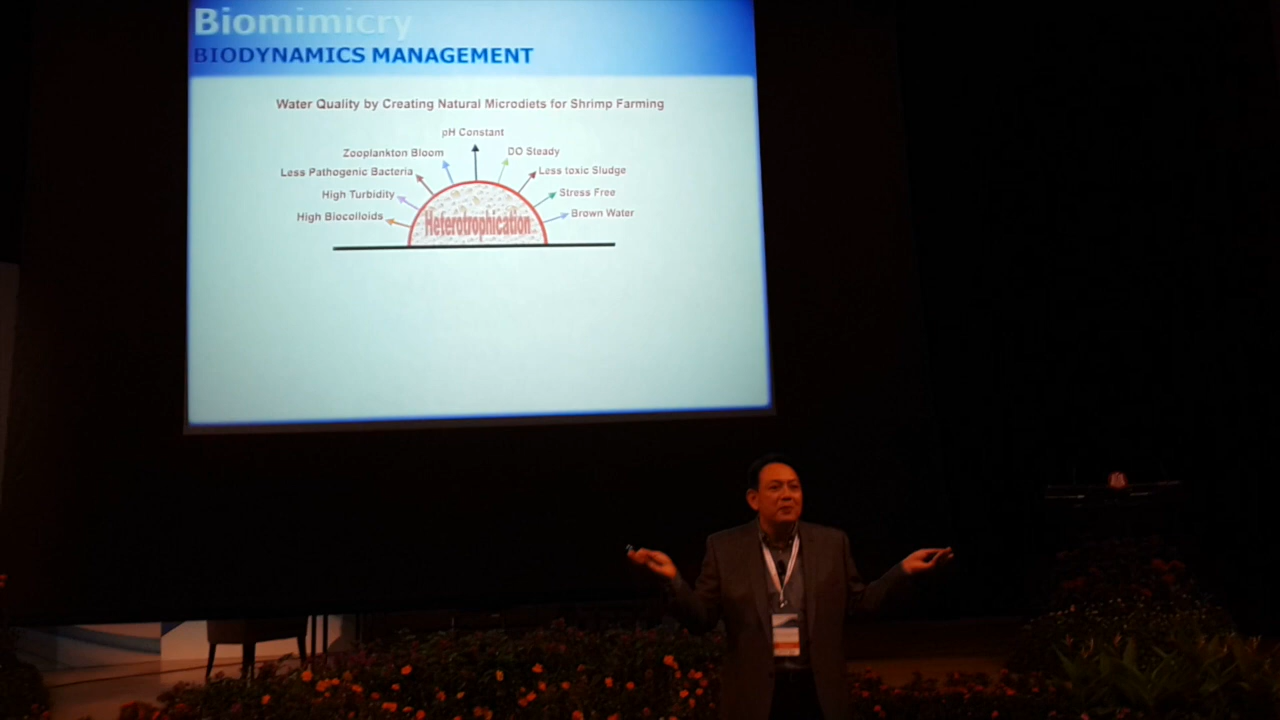 Biomimicry
BIODYNAMICS MANAGEMENT
Water Quality by Creating Natural Microdiets for Shrimp Farming
pH Constant
Zooplankton Bloom
DO Steady
Less Pathogenic Bacteria
Less toxic Sludge
High Turbidity
Stress Free
High Biocolloids
Brown Water
Heterotrophication